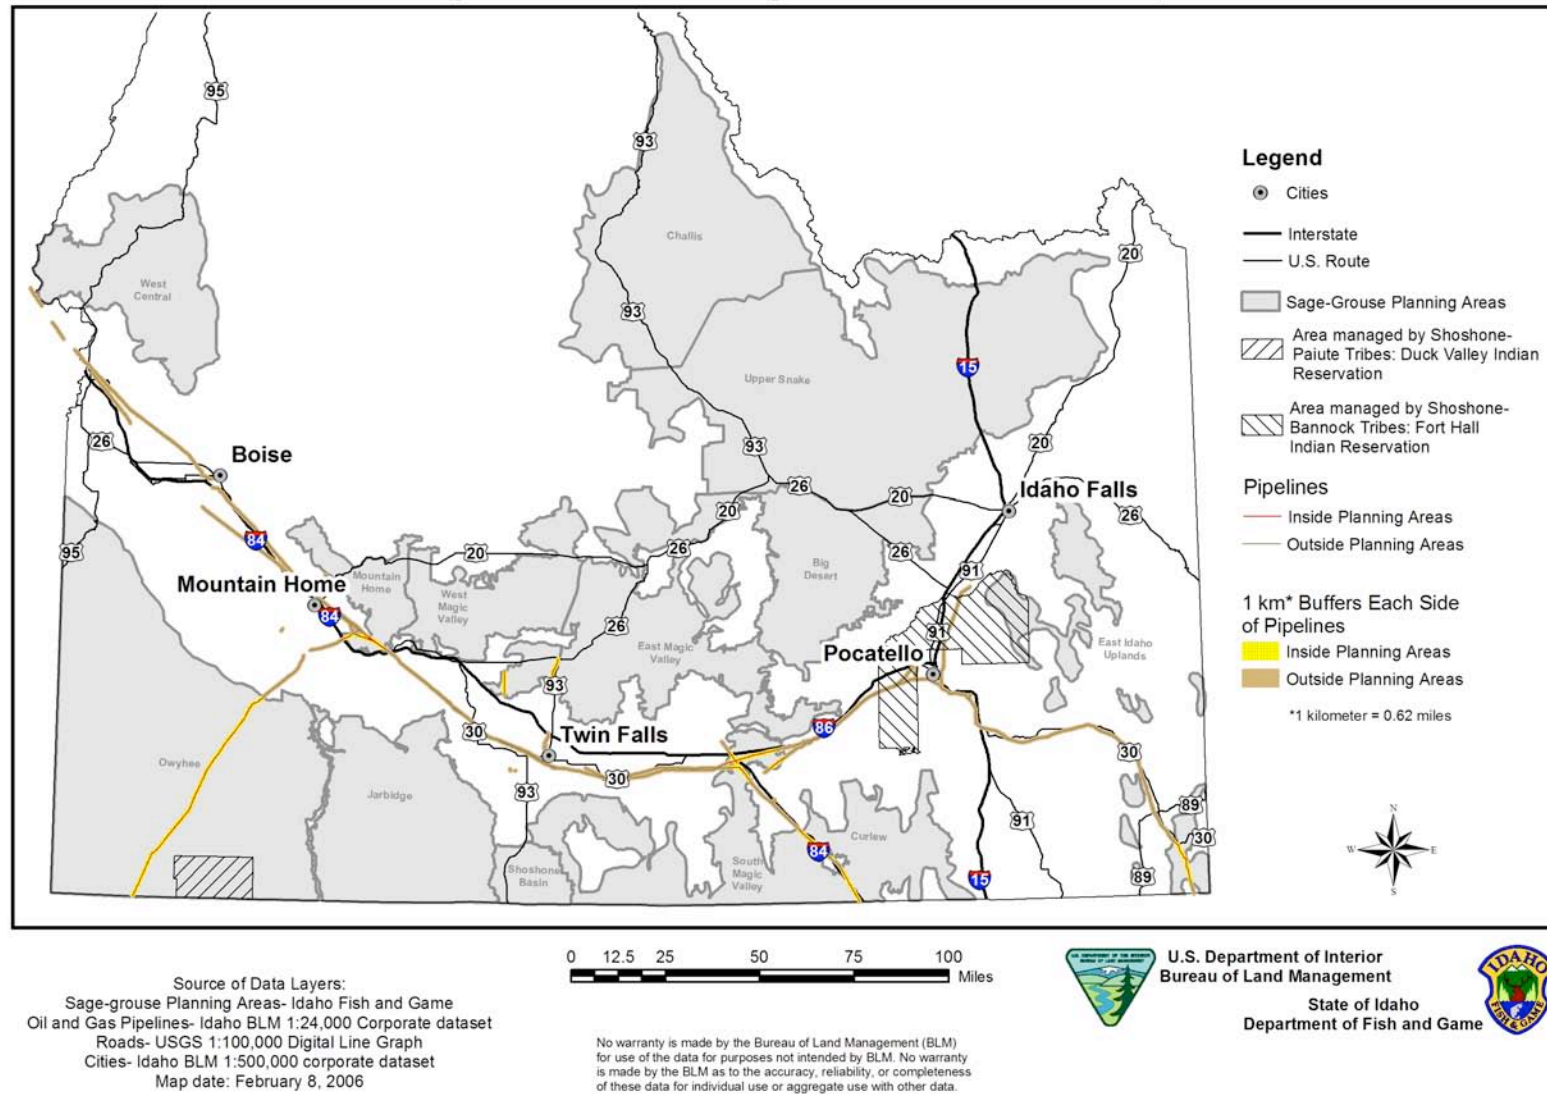 95
93
Challis
20
West
Central
93
15
Upper Snake
26
Boise
93
20
26
20
Idaho Falls
26
20
95
84
20
26
26
Big
Desert
91
Mountain Home
Mountain
Home
West
Magic
Valley
84
26
East Magic
Valley
91
East Idaho
Uplands
Pocatello
93
30
Twin Falls
86
30
Owyhee
30
Jarbidge
93
89
91
30
Curlew
84
South
Magic
Valley
Shoshone
Basin
15
89
Legend
Cities
Interstate
U.S. Route
Sage-Grouse Planning Areas
Area managed by Shoshone-
Paiute Tribes: Duck Valley Indian
Reservation
Area managed by Shoshone-
Bannock Tribes: Fort Hall
Indian Reservation
Pipelines
Inside Planning Areas
Outside Planning Areas
1 km* Buffers Each Side
of Pipelines
Inside Planning Areas
Outside Planning Areas
*1 kilometer = 0.62 miles
N
W E
S
0 12.5 25 50 75 100
Miles
Source of Data Layers:
Sage-grouse Planning Areas- Idaho Fish and Game
Oil and Gas Pipelines- Idaho BLM 1:24,000 Corporate dataset
Roads- USGS 1:100,000 Digital Line Graph
Cities- Idaho BLM 1:500,000 corporate dataset
Map date: February 8, 2006
No warranty is made by the Bureau of Land Management (BLM)
for use of the data for purposes not intended by BLM. No warranty
is made by the BLM as to the accuracy, reliability, or completeness
of these data for individual use or aggregate use with other data.
U.S. Department of Interior
Bureau of Land Management
State of Idaho
Department of Fish and Game
IDAHO
FISH & GAME